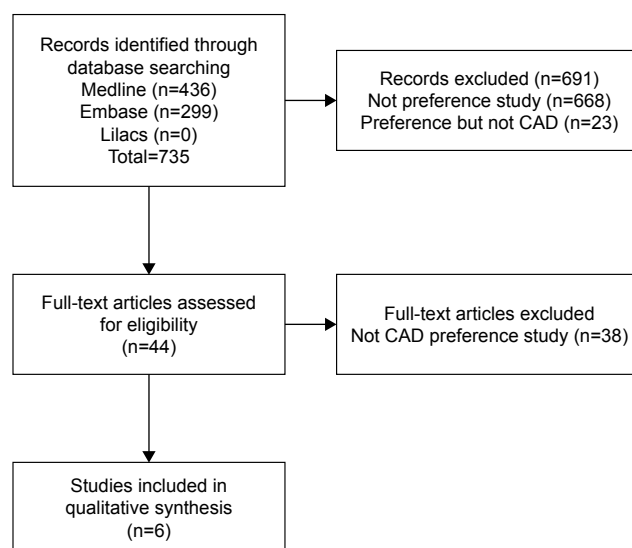 Records identified through
database searching
Medline (n=436)
Embase (n=299)
Lilacs (n=0)
Total=735
Records excluded (n=691)
Not preference study (n=668)
Preference but not CAD (n=23)
Full-text articles assessed
for eligibility
(n=44)
Full-text articles excluded
Not CAD preference study (n=38)
Studies included in
qualitative synthesis
(n=6)